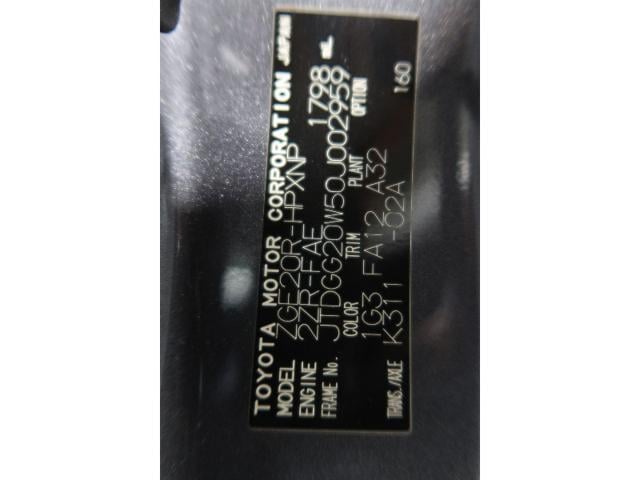 TOYOTA MOTOR CORPORATION JAPAN
MODEL ZGE20R-HPXNP
ENGINE 2ZR-FAE 1798 mL
FRAME No. JTDGG20W50J002959
COLOR TRIM PLANT OPTION
1G3 FA12 A32 160
TRANS./AXLE K311 -02A